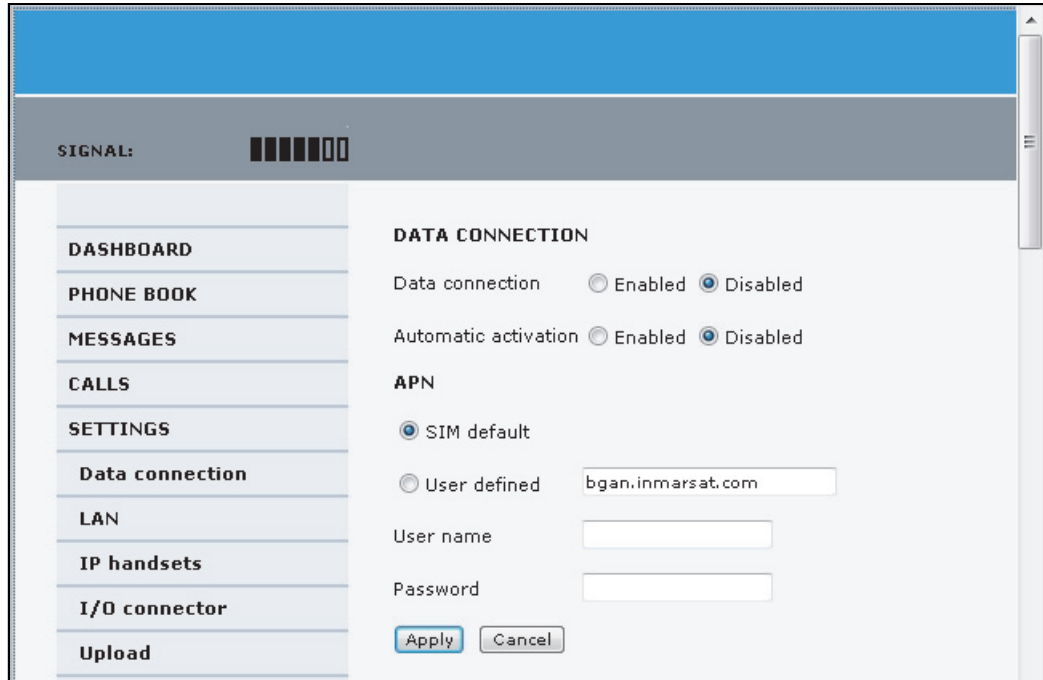 SIGNAL:
DASHBOARD
PHONE BOOK
MESSAGES
CALLS
SETTINGS
Data connection
LAN
IP handsets
I/O connector
Upload
DATA CONNECTION
Data connection Enabled Disabled
Automatic activation Enabled Disabled
APN
SIM default
User defined bgan.inmarsat.com
User name
Password
Apply Cancel